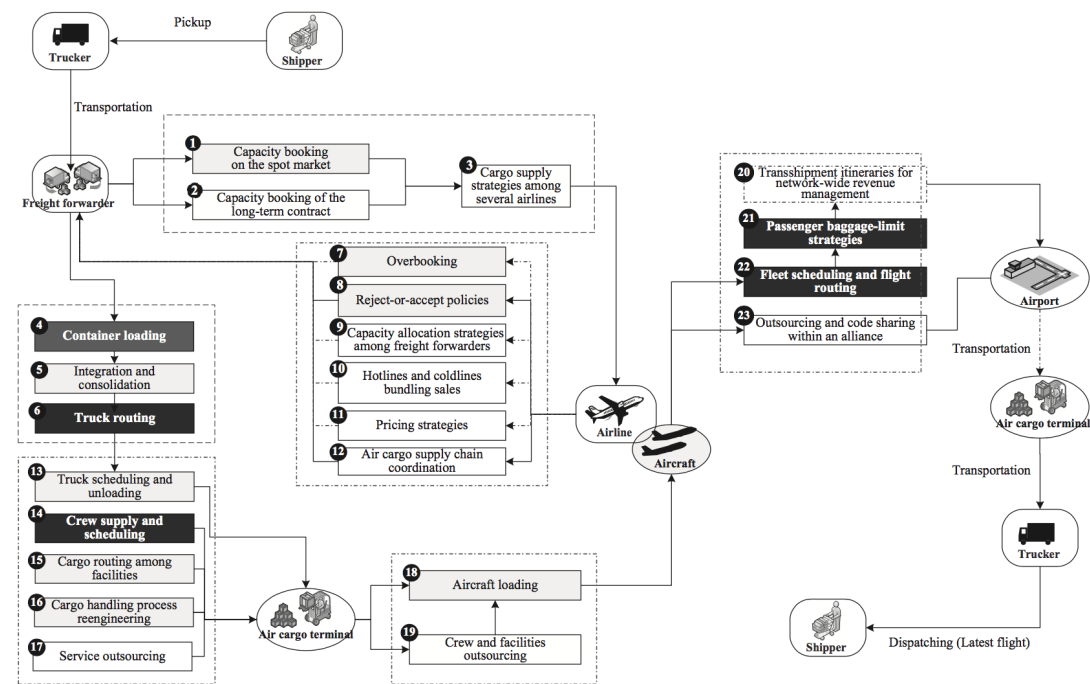 Pickup
Trucker
Shipper
Transportation
Freight forwarder
1
Capacity booking
on the spot market
2
Capacity booking of the
long-term contract
3
Cargo supply
strategies among
several airlines
4
Container loading
5
Integration and
consolidation
6
Truck routing
7
Overbooking
8
Reject-or-accept policies
9
Capacity allocation strategies
among freight forwarders
10
Hotlines and coldlines
bundling sales
11
Pricing strategies
12
Air cargo supply chain
coordination
Airline
Aircraft
13
Truck scheduling and
unloading
14
Crew supply and
scheduling
15
Cargo routing among
facilities
16
Cargo handling process
reengineering
17
Service outsourcing
Air cargo terminal
18
Aircraft loading
19
Crew and facilities
outsourcing
20
Transshipment itineraries for
network-wide revenue
management
21
Passenger baggage-limit
strategies
22
Fleet scheduling and flight
routing
23
Outsourcing and code sharing
within an alliance
Airport
Transportation
Air cargo terminal
Transportation
Trucker
Dispatching (Latest flight)
Shipper